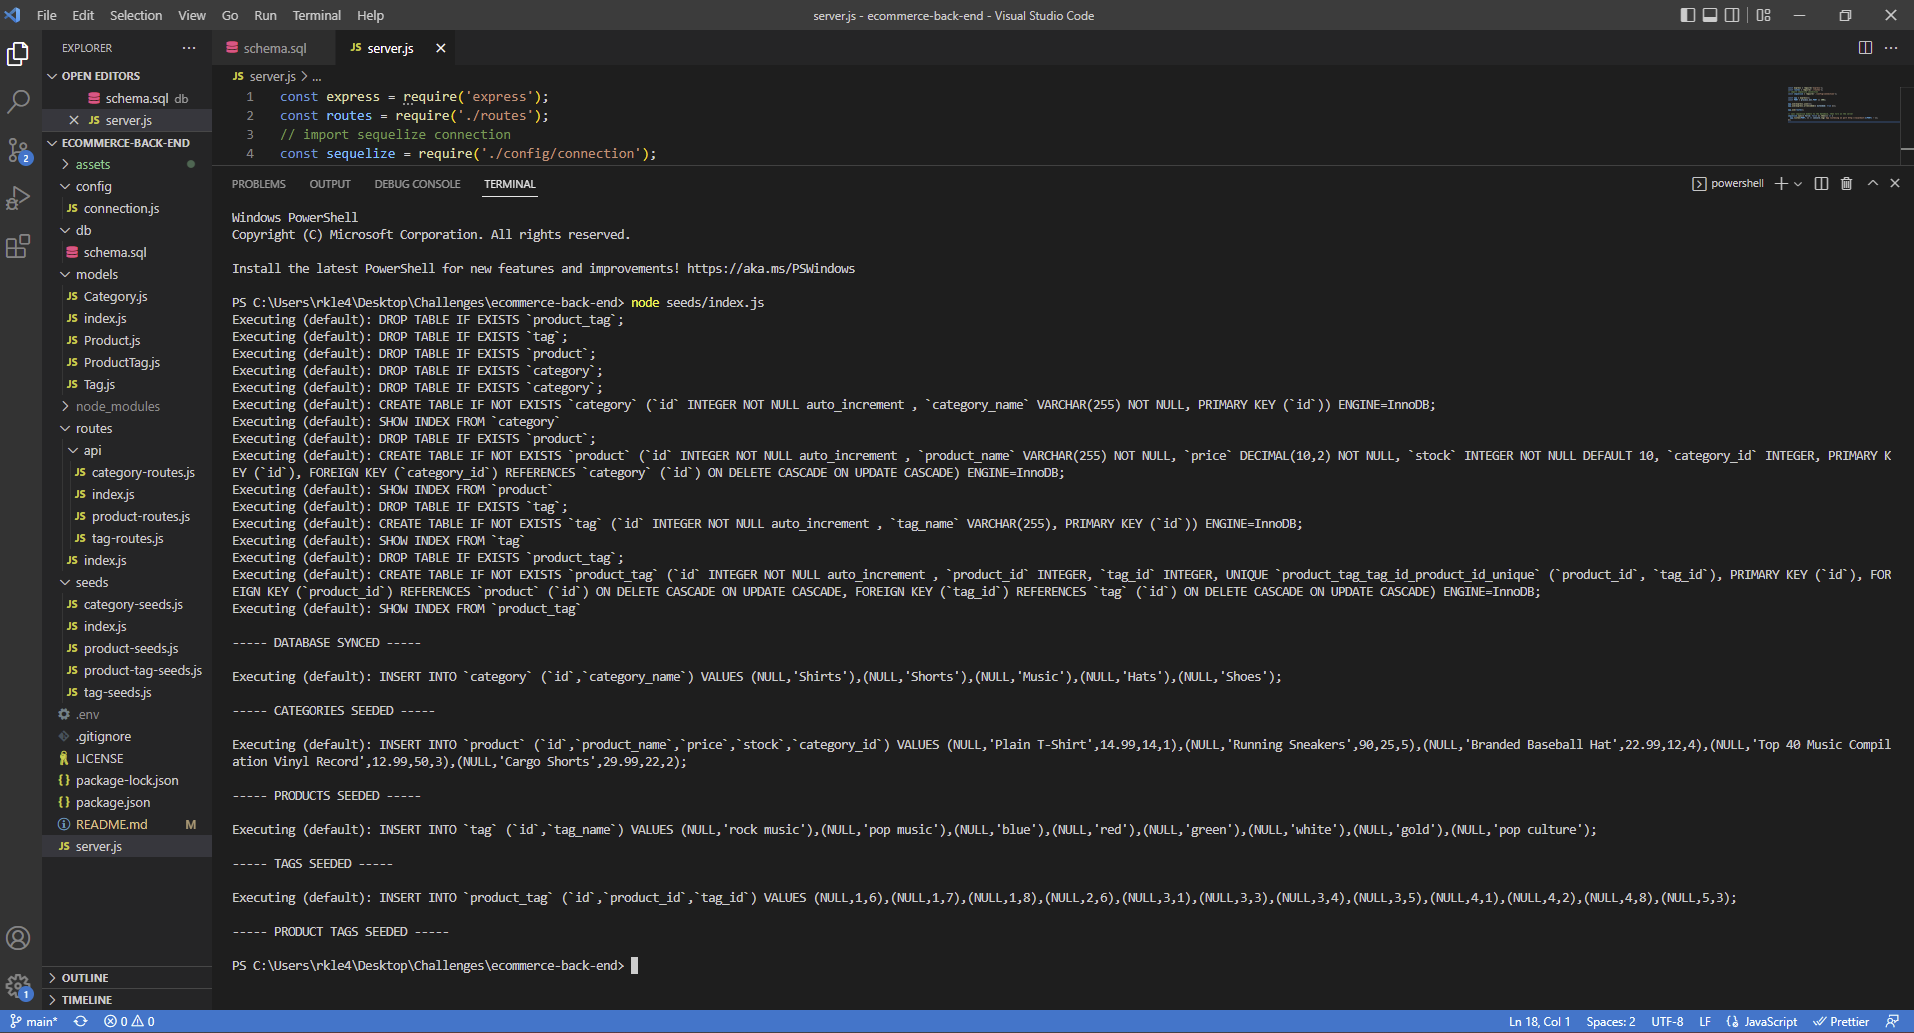 File Edit Selection View Go Run Terminal Help
server.js - ecommerce-back-end - Visual Studio Code
EXPLORER
OPEN EDITORS
schema.sql db
server.js
ECOMMERCE-BACK-END
assets
config
connection.js
db
schema.sql
models
Category.js
index.js
Product.js
ProductTag.js
Tag.js
node_modules
routes
api
category-routes.js
index.js
product-routes.js
tag-routes.js
index.js
seeds
category-seeds.js
index.js
product-seeds.js
product-tag-seeds.js
tag-seeds.js
.env
.gitignore
LICENSE
package-lock.json
package.json
README.md M
server.js
OUTLINE
TIMELINE
2
1
schema.sql
JS server.js
JS server.js > ...
1 const express = require('express');
2 const routes = require('./routes');
3 // import sequelize connection
4 const sequelize = require('./config/connection');
PROBLEMS OUTPUT DEBUG CONSOLE TERMINAL
powershell
Windows PowerShell
Copyright (C) Microsoft Corporation. All rights reserved.
Install the latest PowerShell for new features and improvements! https://aka.ms/PSWindows
PS C:\Users\rkle4\Desktop\Challenges\ecommerce-back-end> node seeds/index.js
Executing (default): DROP TABLE IF EXISTS `product_tag`;
Executing (default): DROP TABLE IF EXISTS `tag`;
Executing (default): DROP TABLE IF EXISTS `product`;
Executing (default): DROP TABLE IF EXISTS `category`;
Executing (default): DROP TABLE IF EXISTS `category`;
Executing (default): CREATE TABLE IF NOT EXISTS `category` (`id` INTEGER NOT NULL auto_increment , `category_name` VARCHAR(255) NOT NULL, PRIMARY KEY (`id`)) ENGINE=InnoDB;
Executing (default): SHOW INDEX FROM `category`
Executing (default): DROP TABLE IF EXISTS `product`;
Executing (default): CREATE TABLE IF NOT EXISTS `product` (`id` INTEGER NOT NULL auto_increment , `product_name` VARCHAR(255) NOT NULL, `price` DECIMAL(10,2) NOT NULL, `stock` INTEGER NOT NULL DEFAULT 10, `category_id` INTEGER, PRIMARY K
EY (`id`), FOREIGN KEY (`category_id`) REFERENCES `category` (`id`) ON DELETE CASCADE ON UPDATE CASCADE) ENGINE=InnoDB;
Executing (default): SHOW INDEX FROM `product`
Executing (default): DROP TABLE IF EXISTS `tag`;
Executing (default): CREATE TABLE IF NOT EXISTS `tag` (`id` INTEGER NOT NULL auto_increment , `tag_name` VARCHAR(255), PRIMARY KEY (`id`)) ENGINE=InnoDB;
Executing (default): SHOW INDEX FROM `tag`
Executing (default): DROP TABLE IF EXISTS `product_tag`;
Executing (default): CREATE TABLE IF NOT EXISTS `product_tag` (`id` INTEGER NOT NULL auto_increment , `product_id` INTEGER, `tag_id` INTEGER, UNIQUE `product_tag_tag_id_product_id_unique` (`product_id`, `tag_id`), PRIMARY KEY (`id`), FOR
EIGN KEY (`product_id`) REFERENCES `product` (`id`) ON DELETE CASCADE ON UPDATE CASCADE, FOREIGN KEY (`tag_id`) REFERENCES `tag` (`id`) ON DELETE CASCADE ON UPDATE CASCADE) ENGINE=InnoDB;
Executing (default): SHOW INDEX FROM `product_tag`
----- DATABASE SYNCED -----
Executing (default): INSERT INTO `category` (`id`,`category_name`) VALUES (NULL,'Shirts'),(NULL,'Shorts'),(NULL,'Music'),(NULL,'Hats'),(NULL,'Shoes');
----- CATEGORIES SEEDED -----
Executing (default): INSERT INTO `product` (`id`,`product_name`,`price`,`stock`,`category_id`) VALUES (NULL,'Plain T-Shirt',14.99,14,1),(NULL,'Running Sneakers',90,25,5),(NULL,'Branded Baseball Hat',22.99,12,4),(NULL,'Top 40 Music Compil
ation Vinyl Record',12.99,50,3),(NULL,'Cargo Shorts',29.99,22,2);
----- PRODUCTS SEEDED -----
Executing (default): INSERT INTO `tag` (`id`,`tag_name`) VALUES (NULL,'rock music'),(NULL,'pop music'),(NULL,'blue'),(NULL,'red'),(NULL,'green'),(NULL,'white'),(NULL,'gold'),(NULL,'pop culture');
----- TAGS SEEDED -----
Executing (default): INSERT INTO `product_tag` (`id`,`product_id`,`tag_id`) VALUES (NULL,1,6),(NULL,1,7),(NULL,1,8),(NULL,2,6),(NULL,3,1),(NULL,3,3),(NULL,3,4),(NULL,3,5),(NULL,4,1),(NULL,4,2),(NULL,4,8),(NULL,5,3);
----- PRODUCT TAGS SEEDED -----
PS C:\Users\rkle4\Desktop\Challenges\ecommerce-back-end>
main* 0 0 Ln 18, Col 1 Spaces: 2 UTF-8 LF JavaScript Prettier